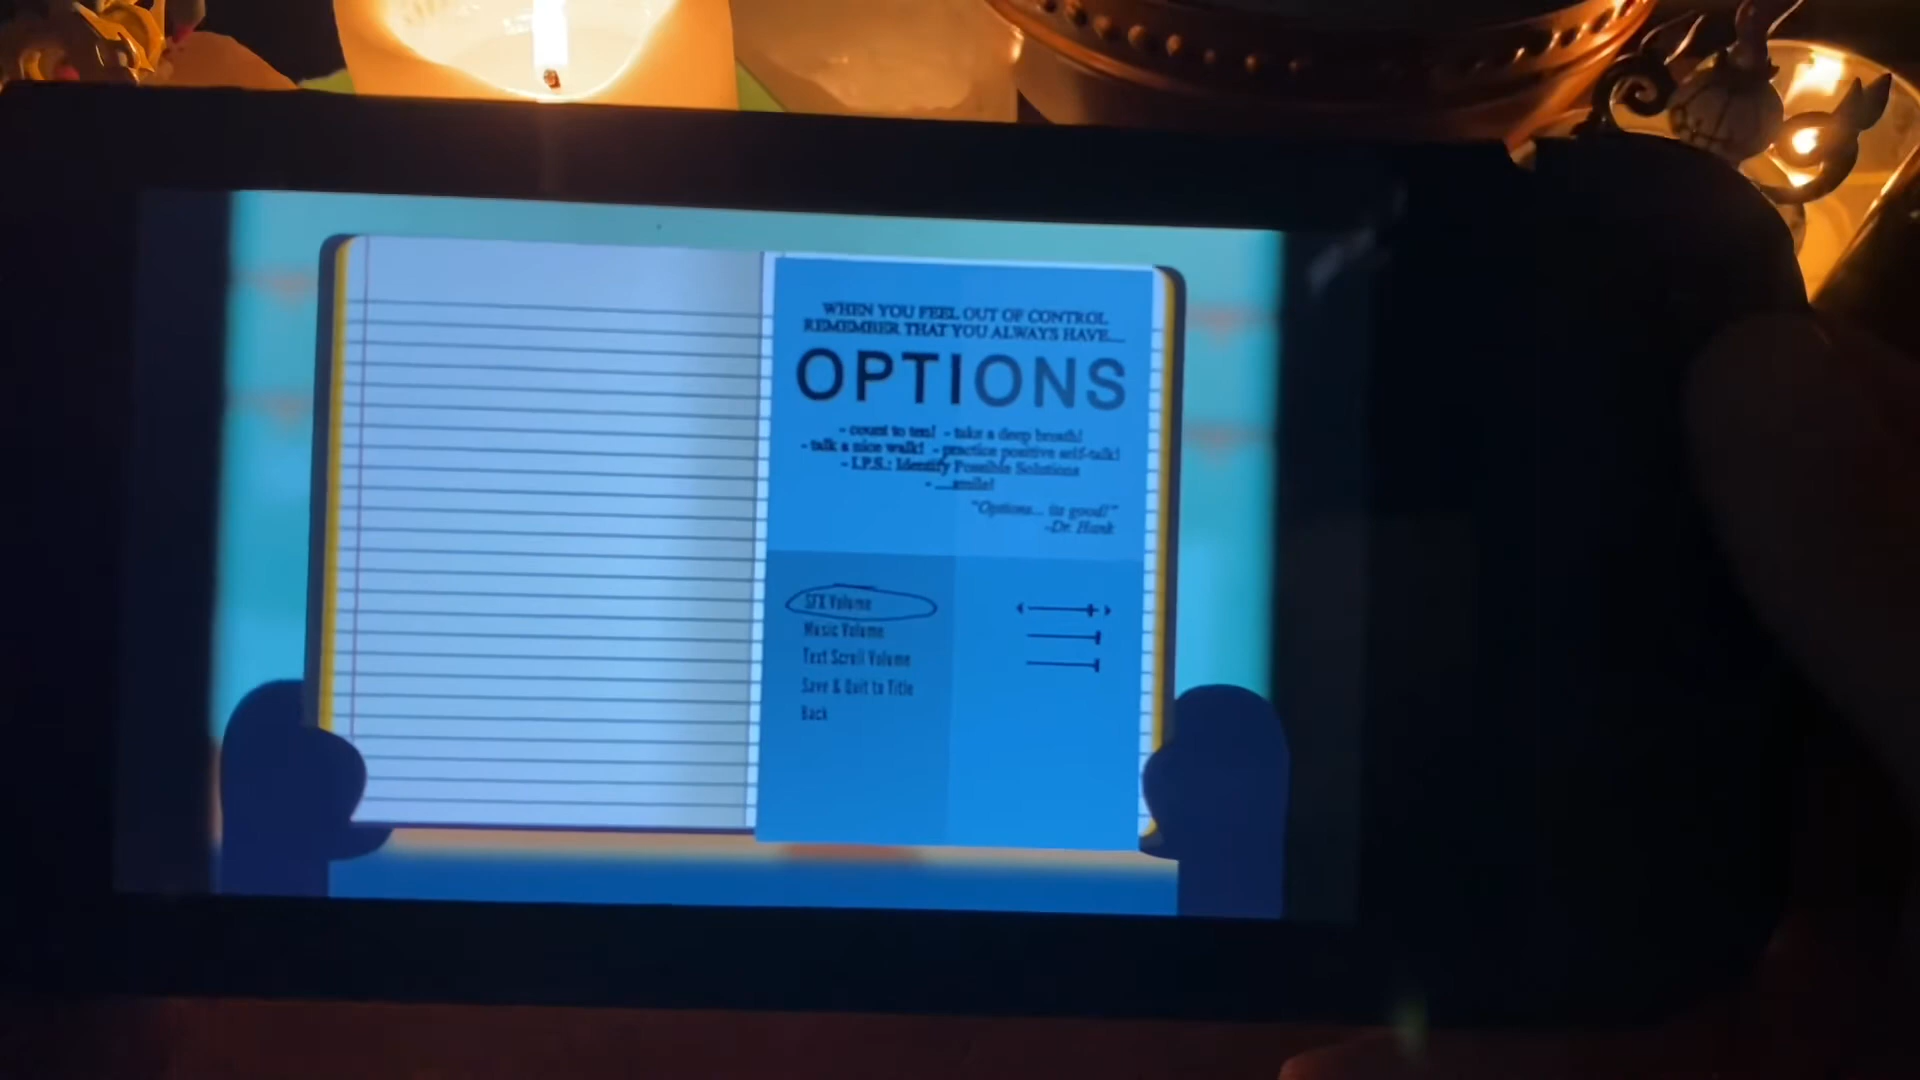 WHEN YOU FEEL OUT OF CONTROL
REMEMBER THAT YOU ALWAYS HAVE...
OPTIONS
- count to ten! - take a deep breath!
- talk a nice walk! - practice positive self-talk!
- I.P.S.: Identify Possible Solutions
- ...smile!
"Options... its good!"
-Dr. Hank
SFX Volume
Music Volume
Text Scroll Volume
Save & Quit to Title
Back